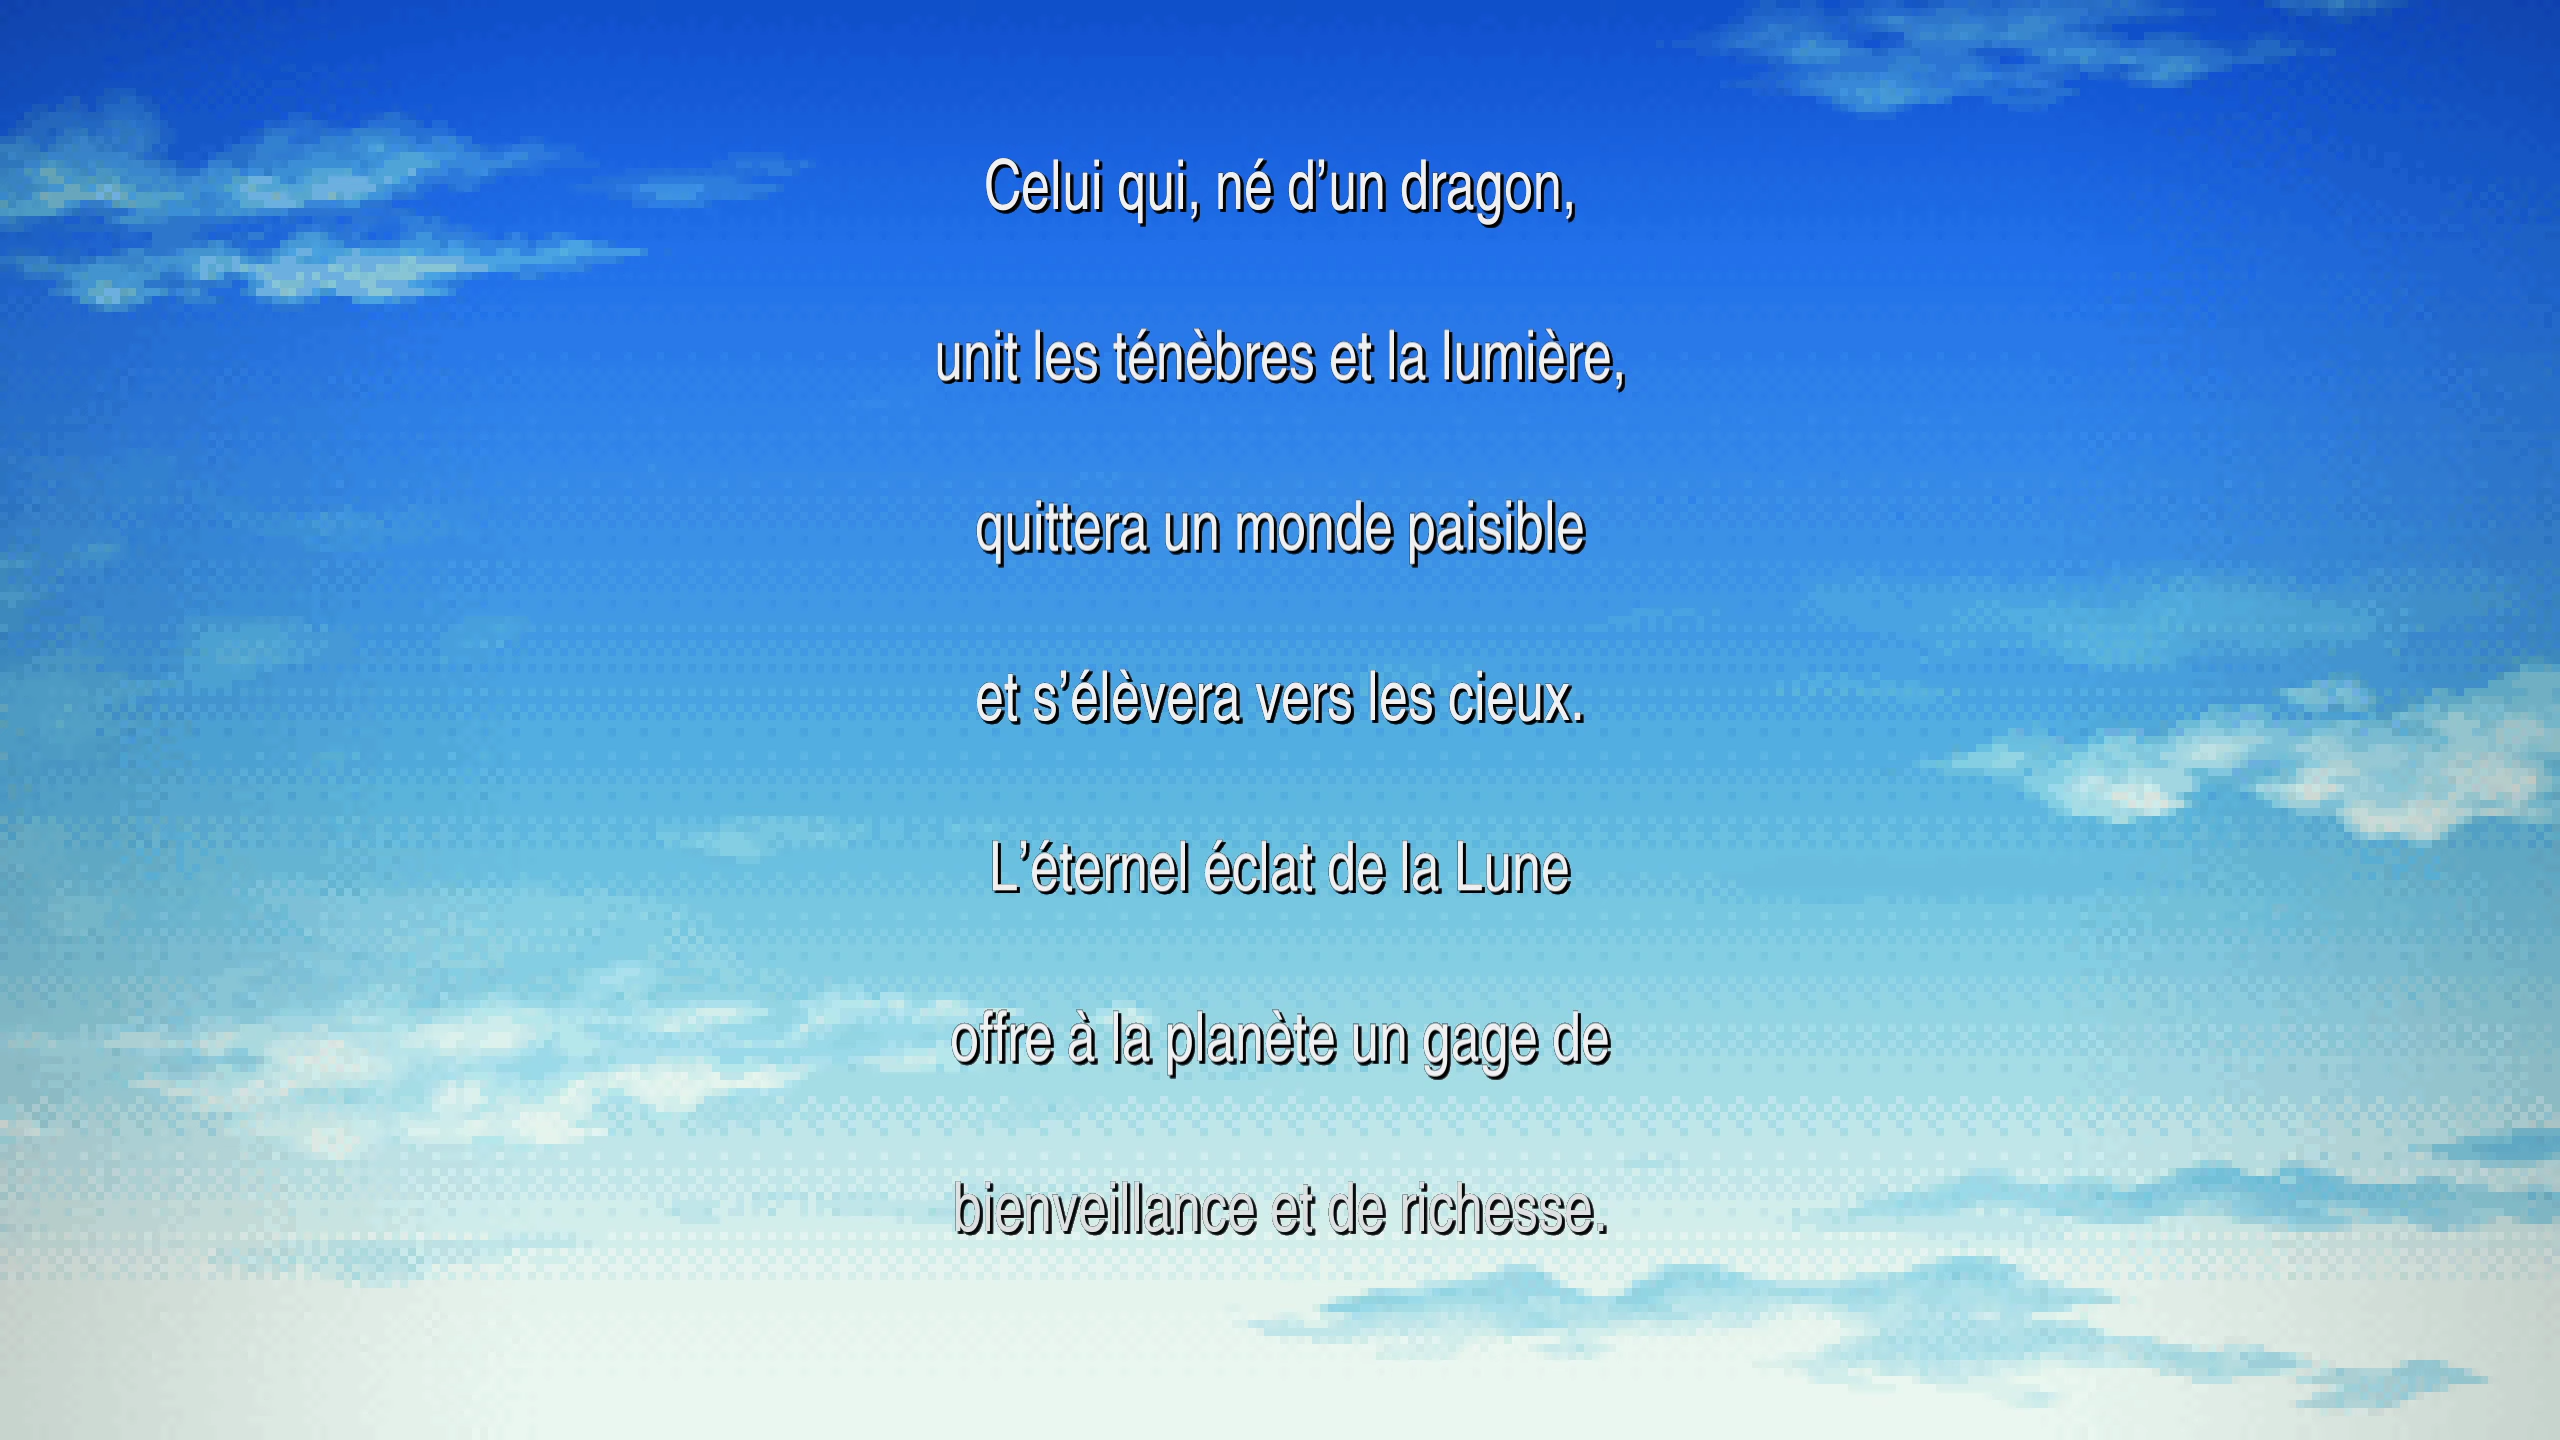 Celui qui, né d’un dragon,
unit les ténèbres et la lumière,
quittera un monde paisible
et s’élèvera vers les cieux.
L’éternel éclat de la Lune
offre à la planète un gage de
bienveillance et de richesse.